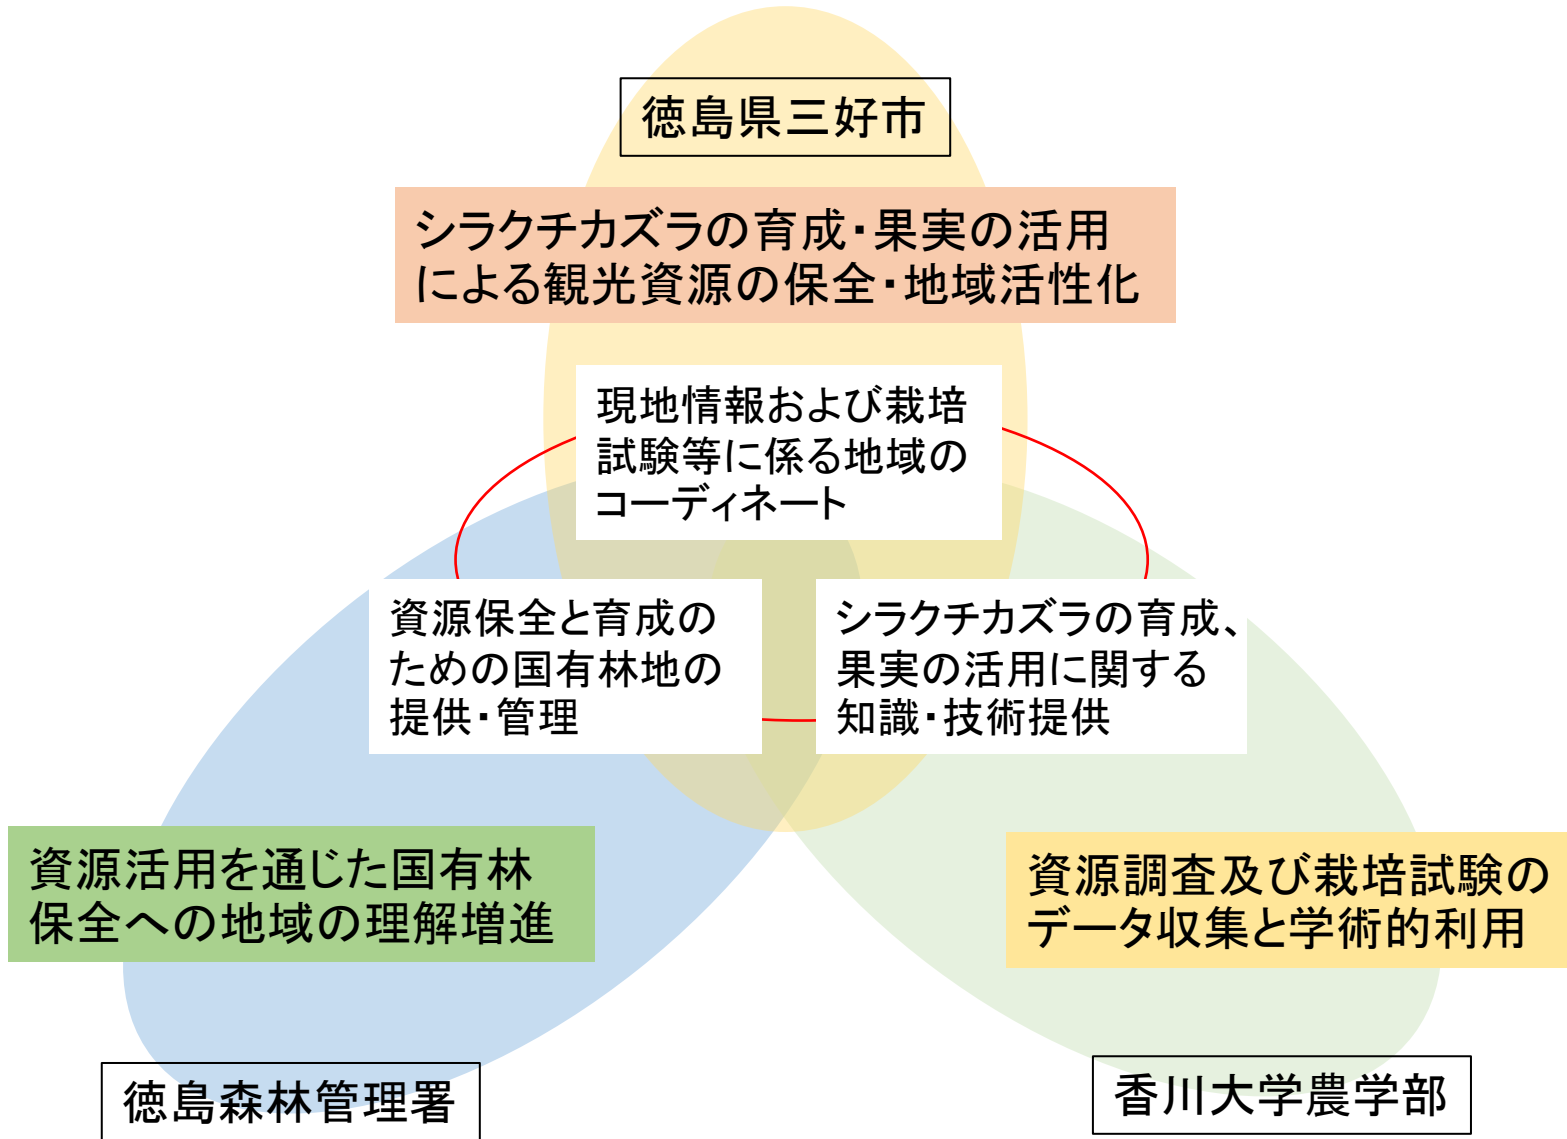 徳島県三好市
シラクチカズラの育成・果実の活用
による観光資源の保全・地域活性化
現地情報および栽培
試験等に係る地域の
コーディネート
資源保全と育成の
ための国有林地の
提供・管理
シラクチカズラの育成、
果実の活用に関する
知識・技術提供
資源活用を通じた国有林
保全への地域の理解増進
資源調査及び栽培試験の
データ収集と学術的利用
徳島森林管理署
香川大学農学部